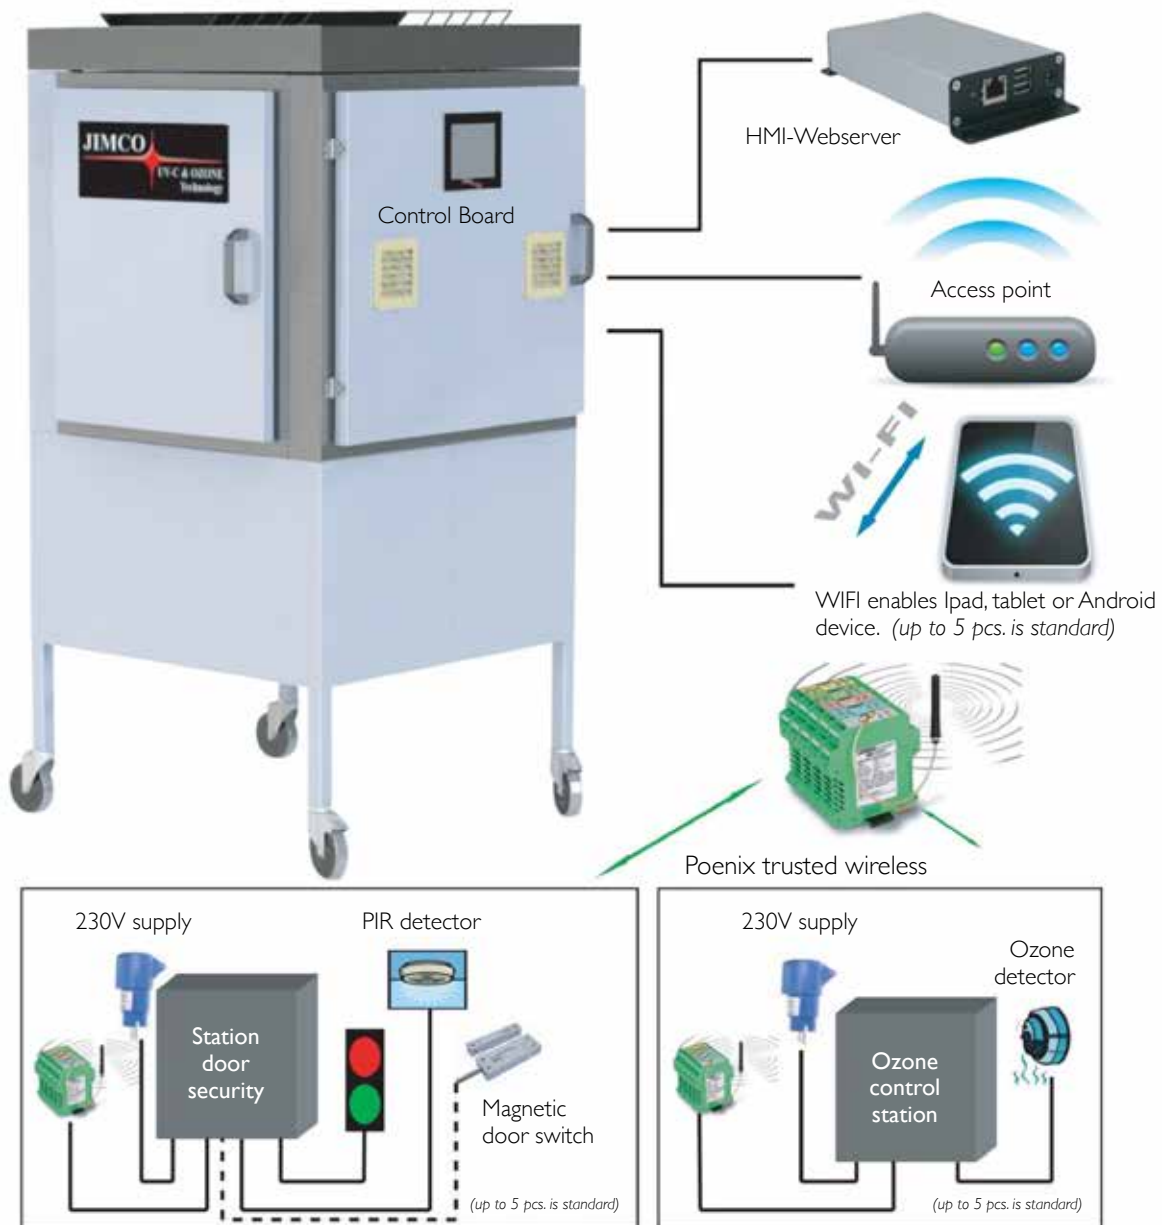 JIMCO
UV-C & OZONE
Technology
Control Board
HMI-Webserver
Access point
WI-FI
WIFI enables Ipad, tablet or Android
device. (up to 5 pcs. is standard)
Poenix trusted wireless
230V supply
PIR detector
Station
door
security
Magnetic
door switch
(up to 5 pcs. is standard)
230V supply
Ozone
detector
Ozone
control
station
(up to 5 pcs. is standard)